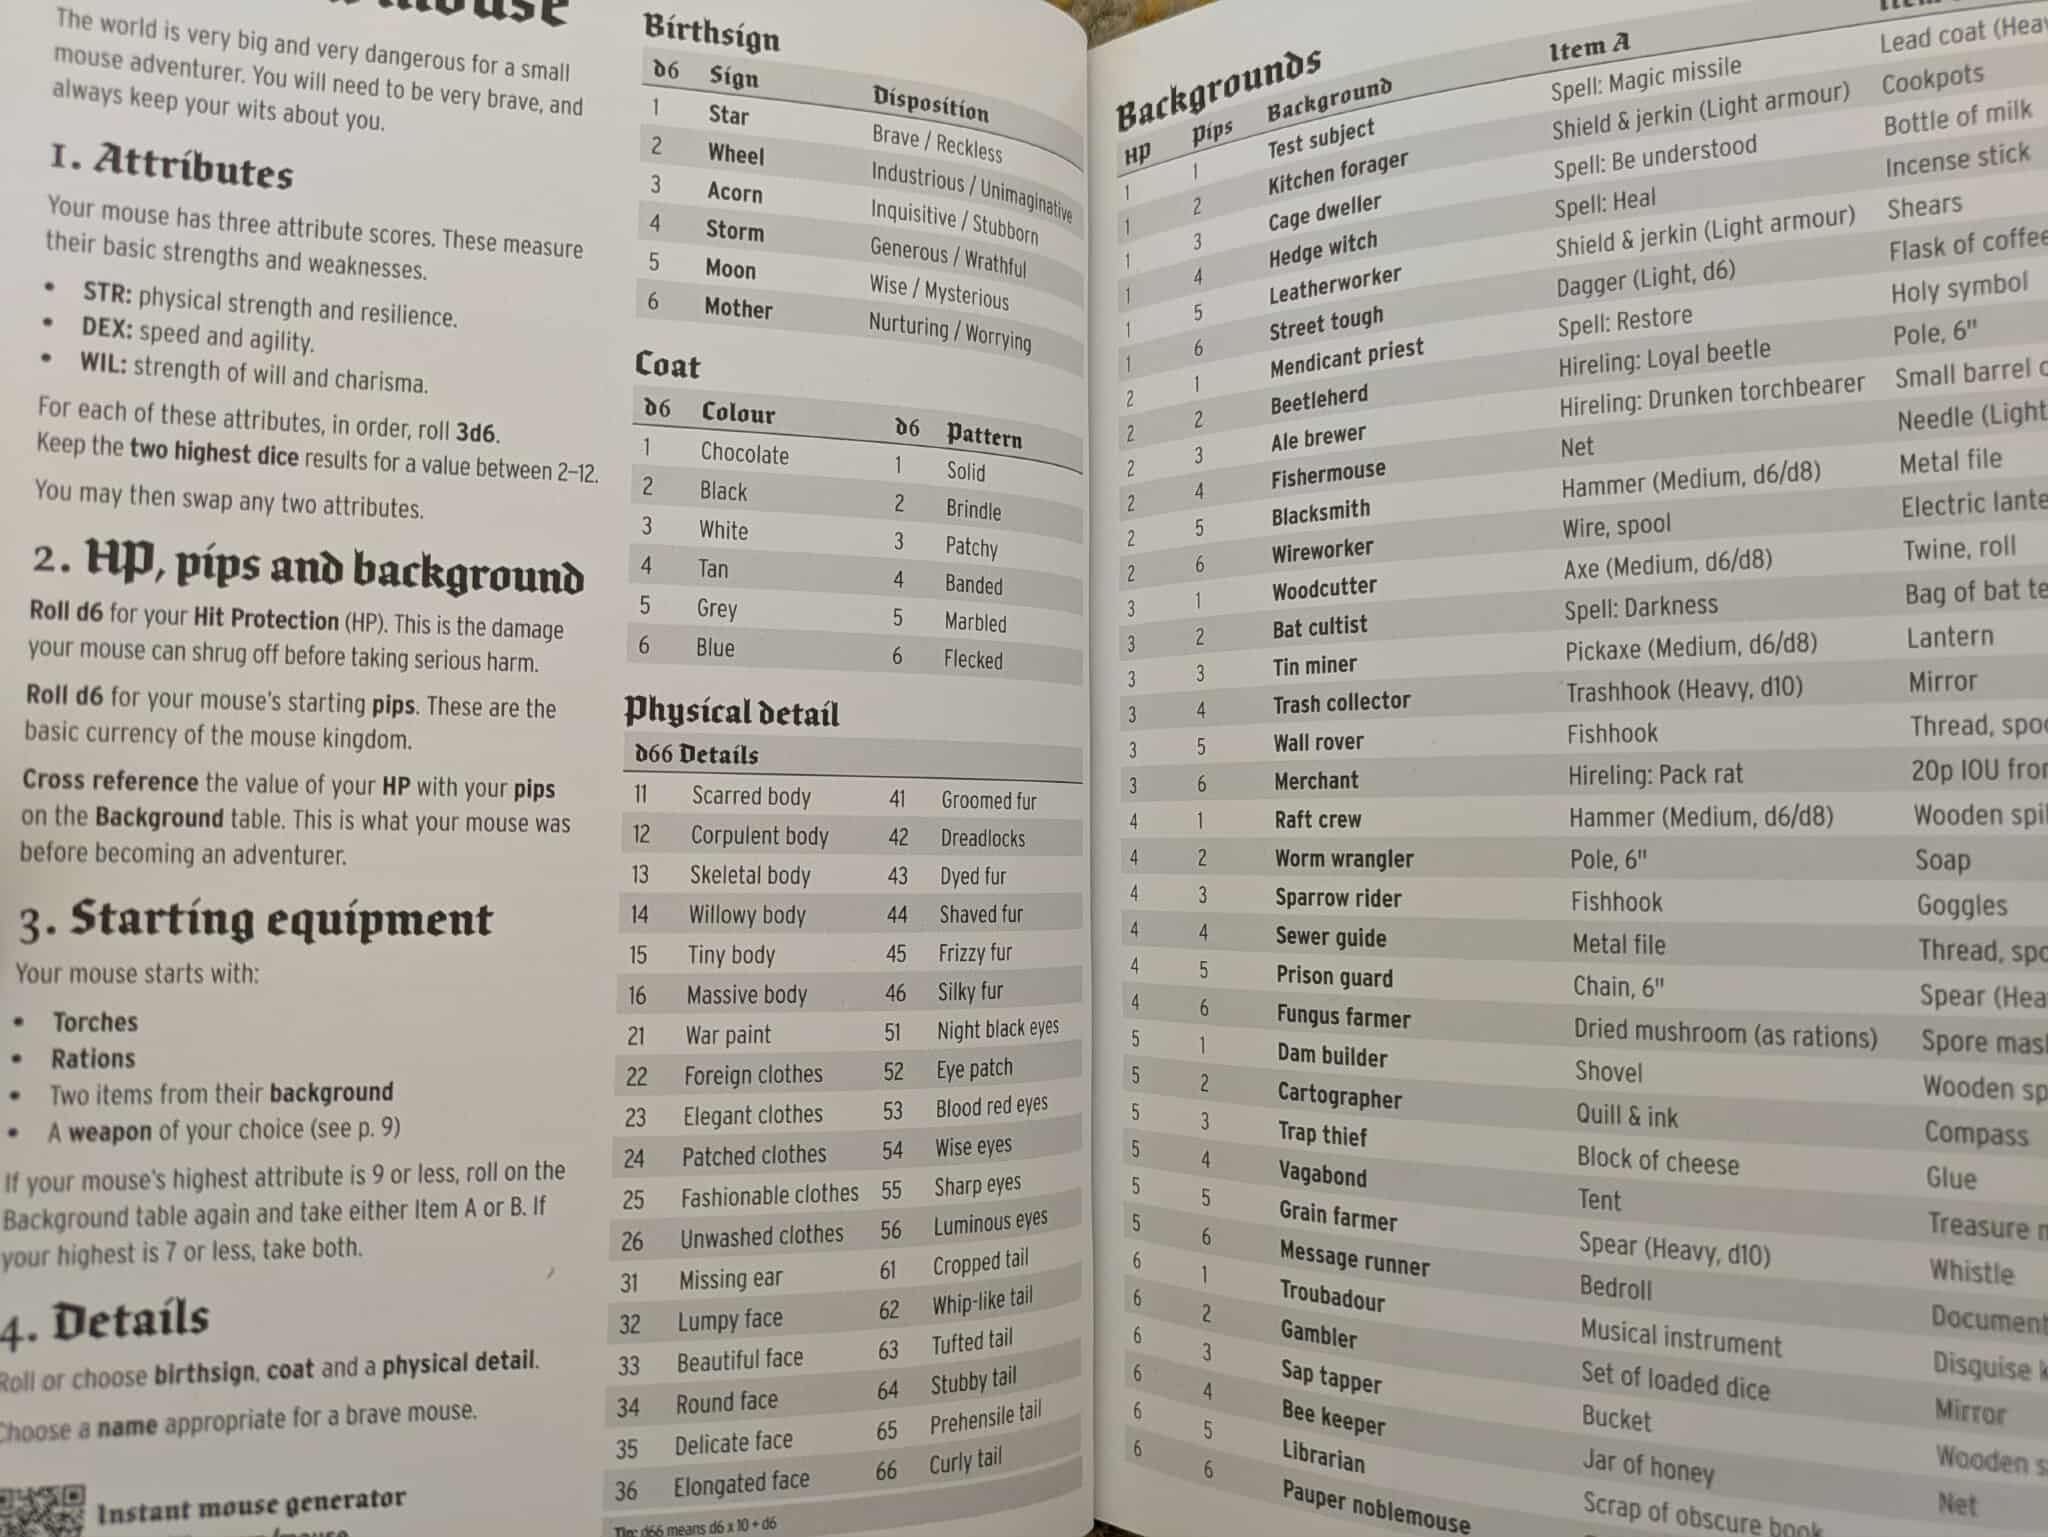 mouse
The world is very big and very dangerous for a small
mouse adventurer. You will need to be very brave, and
always keep your wits about you.
1. Attributes
Your mouse has three attribute scores. These measure
their basic strengths and weaknesses.
• STR: physical strength and resilience.
• DEX: speed and agility.
• WIL: strength of will and charisma.
For each of these attributes, in order, roll 3d6.
Keep the two highest dice results for a value between 2–12.
You may then swap any two attributes.
2. HP, pips and background
Roll d6 for your Hit Protection (HP). This is the damage
your mouse can shrug off before taking serious harm.
Roll d6 for your mouse's starting pips. These are the
basic currency of the mouse kingdom.
Cross reference the value of your HP with your pips
on the Background table. This is what your mouse was
before becoming an adventurer.
3. Starting equipment
Your mouse starts with:
• Torches
• Rations
• Two items from their background
• A weapon of your choice (see p. 9)
If your mouse's highest attribute is 9 or less, roll on the
Background table again and take either Item A or B. If
your highest is 7 or less, take both.
4. Details
Roll or choose birthsign, coat and a physical detail.
Choose a name appropriate for a brave mouse.
Instant mouse generator
Birthsign
d6 Sign Disposition
1 Star Brave / Reckless
2 Wheel Industrious / Unimaginative
3 Acorn Inquisitive / Stubborn
4 Storm Generous / Wrathful
5 Moon Wise / Mysterious
6 Mother Nurturing / Worrying
Coat
d6 Colour d6 Pattern
1 Chocolate 1 Solid
2 Black 2 Brindle
3 White 3 Patchy
4 Tan 4 Banded
5 Grey 5 Marbled
6 Blue 6 Flecked
Physical detail
d66 Details
11 Scarred body 41 Groomed fur
12 Corpulent body 42 Dreadlocks
13 Skeletal body 43 Dyed fur
14 Willowy body 44 Shaved fur
15 Tiny body 45 Frizzy fur
16 Massive body 46 Silky fur
21 War paint 51 Night black eyes
22 Foreign clothes 52 Eye patch
23 Elegant clothes 53 Blood red eyes
24 Patched clothes 54 Wise eyes
25 Fashionable clothes 55 Sharp eyes
26 Unwashed clothes 56 Luminous eyes
31 Missing ear 61 Cropped tail
32 Lumpy face 62 Whip-like tail
33 Beautiful face 63 Tufted tail
34 Round face 64 Stubby tail
35 Delicate face 65 Prehensile tail
36 Elongated face 66 Curly tail
Tip: d66 means d6 x 10 + d6
Backgrounds
HP Pips Background Item A
1 1 Test subject Spell: Magic missile Lead coat
1 2 Kitchen forager Shield & jerkin (Light armour) Cookpots
1 3 Cage dweller Spell: Be understood Bottle of milk
1 4 Hedge witch Spell: Heal Incense stick
1 5 Leatherworker Shield & jerkin (Light armour) Shears
1 6 Street tough Dagger (Light, d6) Flask of coffee
2 1 Mendicant priest Spell: Restore Holy symbol
2 2 Beetleherd Hireling: Loyal beetle Pole, 6"
2 3 Ale brewer Hireling: Drunken torchbearer Small barrel
2 4 Fishermouse Net Needle (Light
2 5 Blacksmith Hammer (Medium, d6/d8) Metal file
2 6 Wireworker Wire, spool Electric
3 1 Woodcutter Axe (Medium, d6/d8) Twine, roll
3 2 Bat cultist Spell: Darkness Bag of bat
3 3 Tin miner Pickaxe (Medium, d6/d8) Lantern
3 4 Trash collector Trashhook (Heavy, d10) Mirror
3 5 Wall rover Fishhook Thread,
3 6 Merchant Hireling: Pack rat 20p IOU
4 1 Raft crew Hammer (Medium, d6/d8) Wooden
4 2 Worm wrangler Pole, 6" Soap
4 3 Sparrow rider Fishhook Goggles
4 4 Sewer guide Metal file Thread,
4 5 Prison guard Chain, 6" Spear
4 6 Fungus farmer Dried mushroom (as rations) Spore
5 1 Dam builder Shovel Wooden
5 2 Cartographer Quill & ink Compass
5 3 Trap thief Block of cheese Glue
5 4 Vagabond Tent Treasure
5 5 Grain farmer Spear (Heavy, d10) Whistle
5 6 Message runner Bedroll Document
6 1 Troubadour Musical instrument Disguise
6 2 Gambler Set of loaded dice Mirror
6 3 Sap tapper Bucket Wooden
6 4 Bee keeper Jar of honey Net
6 5 Librarian Scrap of obscure book
6 6 Pauper noblemouse